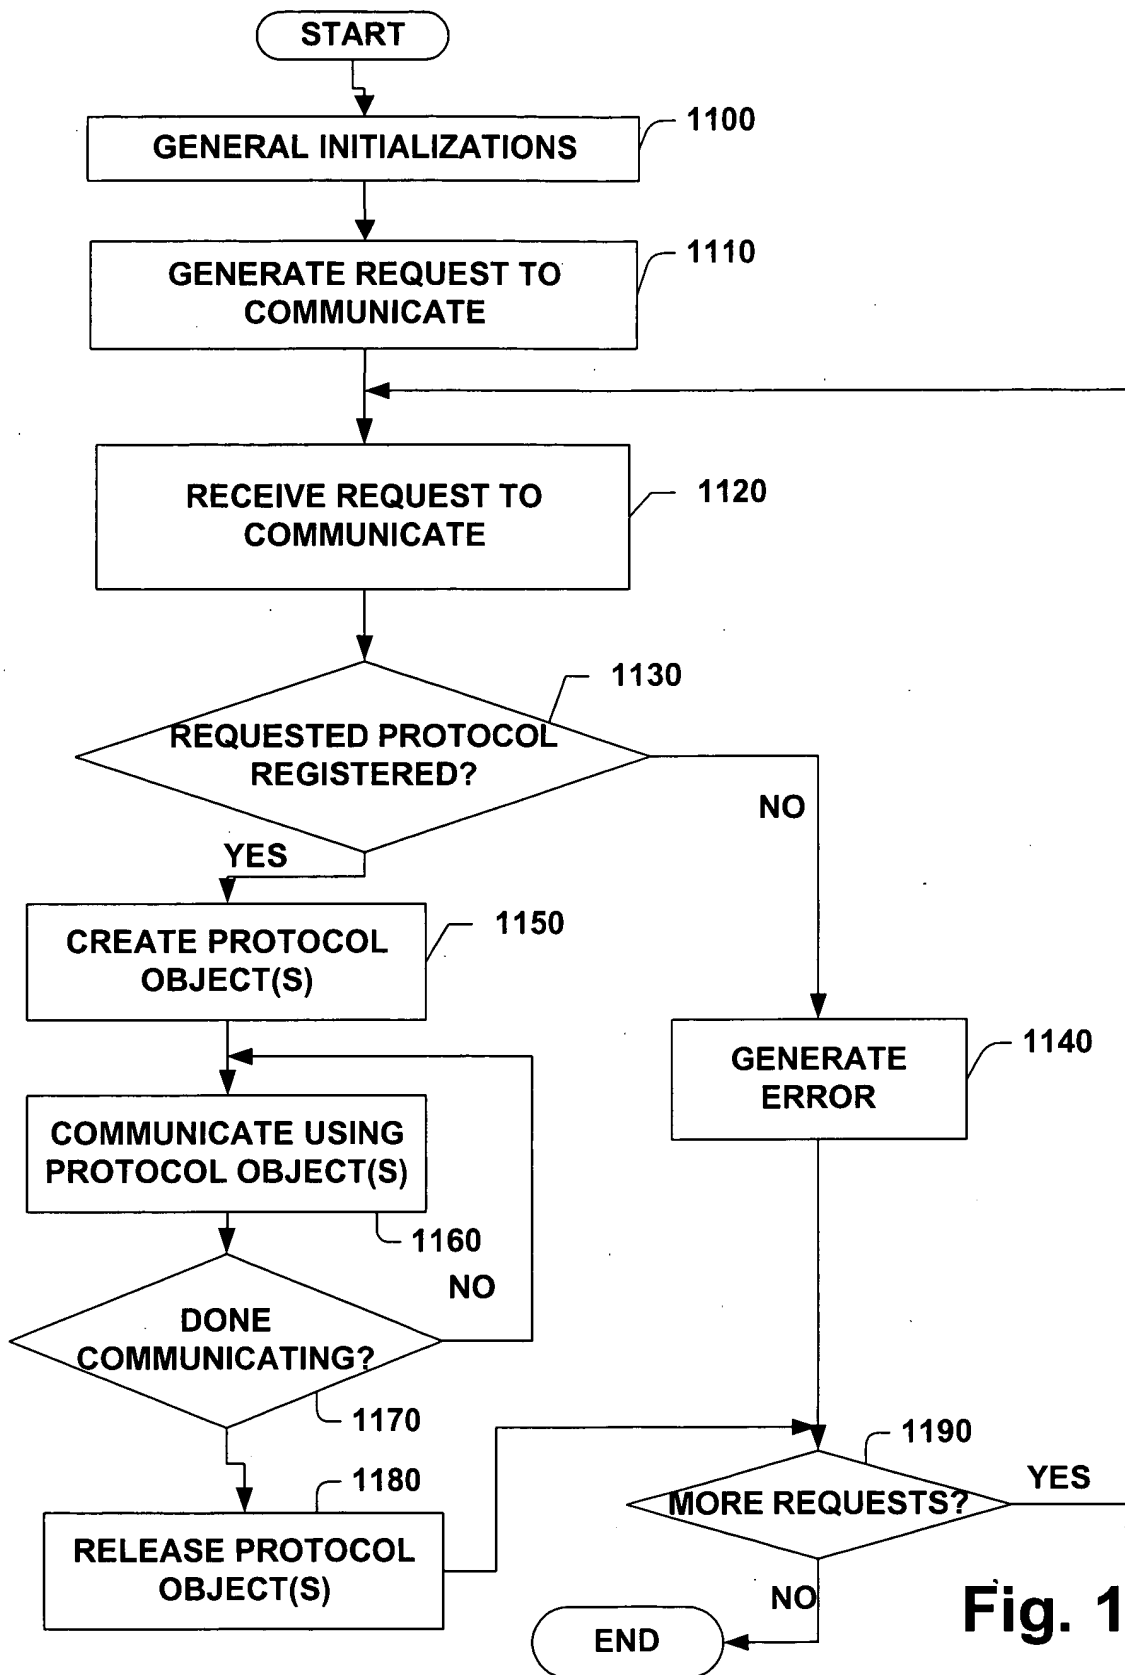 START
GENERAL INITIALIZATIONS
1100
GENERATE REQUEST TO
COMMUNICATE
1110
RECEIVE REQUEST TO
COMMUNICATE
1120
REQUESTED PROTOCOL
REGISTERED?
1130
NO
YES
CREATE PROTOCOL
OBJECT(S)
1150
GENERATE
ERROR
1140
COMMUNICATE USING
PROTOCOL OBJECT(S)
1160
NO
DONE
COMMUNICATING?
1170
1180
RELEASE PROTOCOL
OBJECT(S)
1190
MORE REQUESTS?
YES
NO
END
Fig. 1